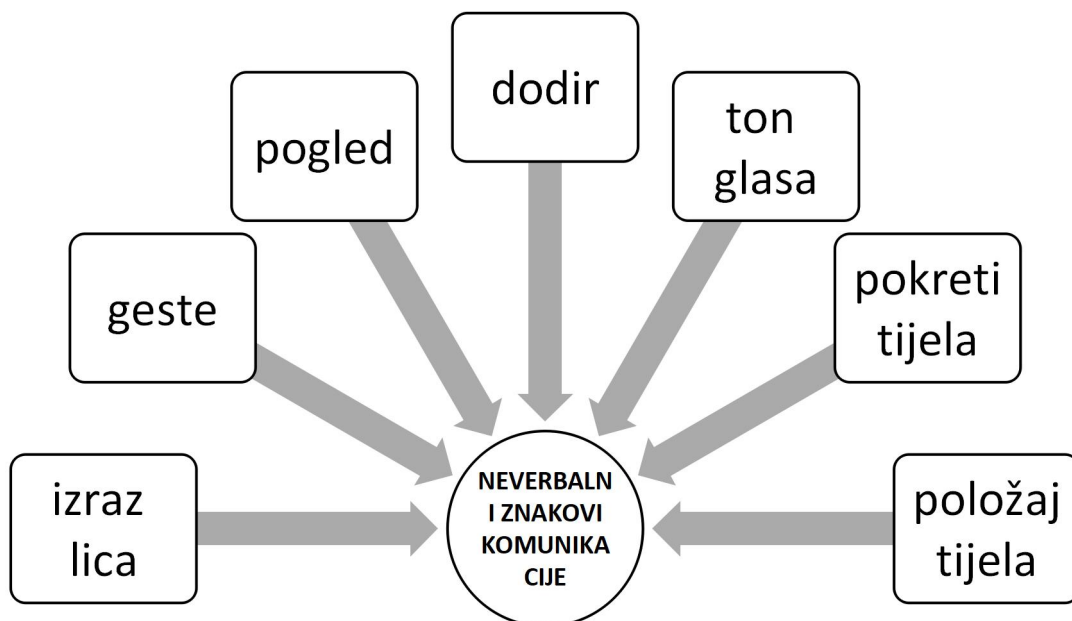 dodir
pogled
ton
glasa
geste
pokreti
tijela
izraz
lica
NEVERBALN
I ZNAKOVI
KOMUNIKA
CIJE
položaj
tijela